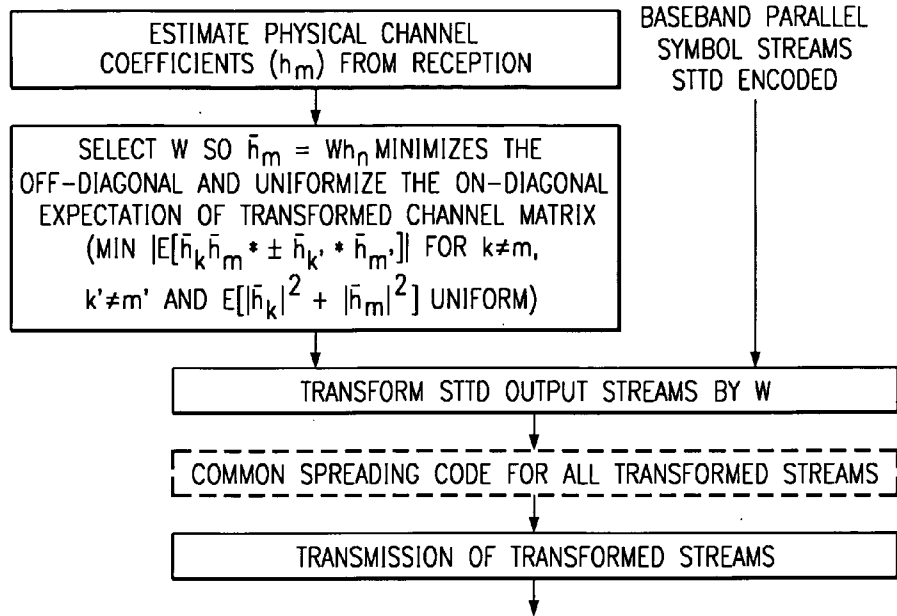 ESTIMATE PHYSICAL CHANNEL
COEFFICIENTS (hm) FROM RECEPTION
BASEBAND PARALLEL
SYMBOL STREAMS
STTD ENCODED
SELECT W SO h̄m = Whn MINIMIZES THE
OFF-DIAGONAL AND UNIFORMIZE THE ON-DIAGONAL
EXPECTATION OF TRANSFORMED CHANNEL MATRIX
(MIN |E[h̄kh̄m* ± h̄k'*h̄m']| FOR k≠m,
k'≠m' AND E[|h̄k|² + |h̄m|²] UNIFORM)
TRANSFORM STTD OUTPUT STREAMS BY W
COMMON SPREADING CODE FOR ALL TRANSFORMED STREAMS
TRANSMISSION OF TRANSFORMED STREAMS